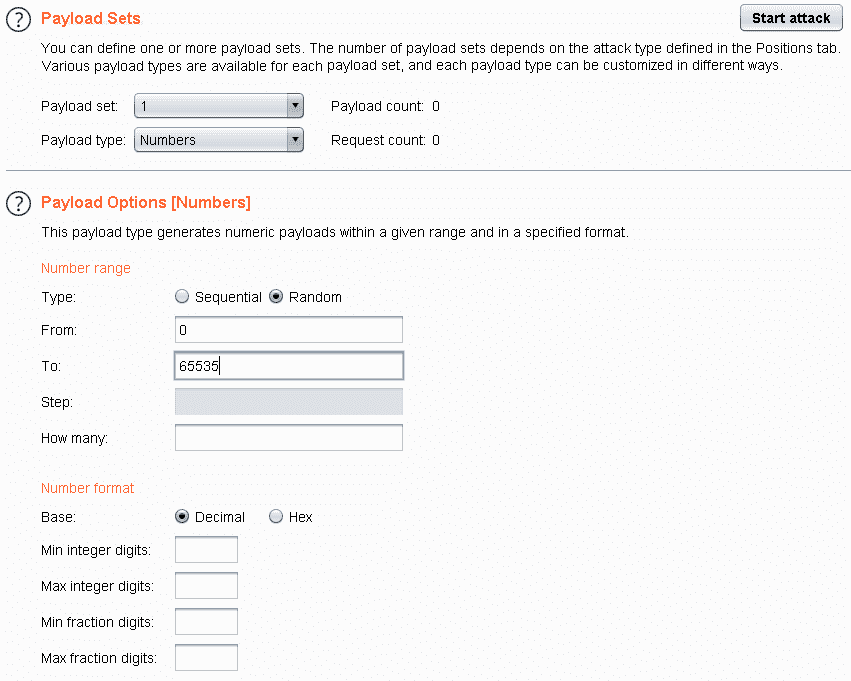 ? Payload Sets Start attack
You can define one or more payload sets. The number of payload sets depends on the attack type defined in the Positions tab.
Various payload types are available for each payload set, and each payload type can be customized in different ways.
Payload set: 1 Payload count: 0
Payload type: Numbers Request count: 0
? Payload Options [Numbers]
This payload type generates numeric payloads within a given range and in a specified format.
Number range
Type: Sequential Random
From: 0
To: 65535
Step:
How many:
Number format
Base: Decimal Hex
Min integer digits:
Max integer digits:
Min fraction digits:
Max fraction digits: